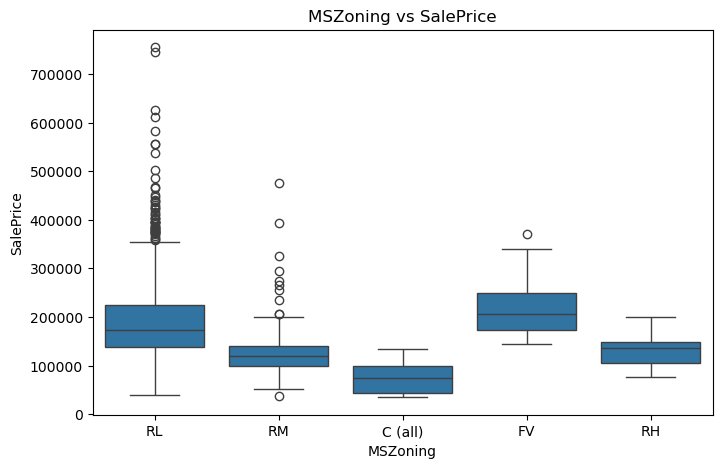 MSZoning vs SalePrice
700000
600000
500000
400000
300000
200000
100000
0
SalePrice
RL RM C (all) FV RH
MSZoning